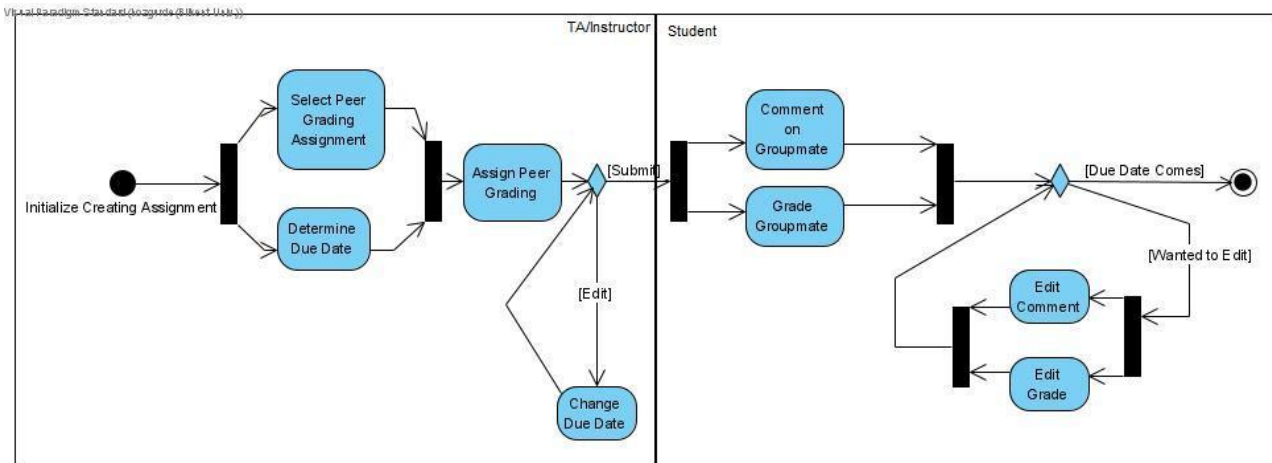 TA/Instructor
Student
Select Peer
Grading
Assignment
Comment
on
Groupmate
Assign Peer
Grading
[Submit]
[Due Date Comes]
Initialize Creating Assignment
Determine
Due Date
Grade
Groupmate
[Wanted to Edit]
[Edit]
Edit
Comment
Edit
Grade
Change
Due Date